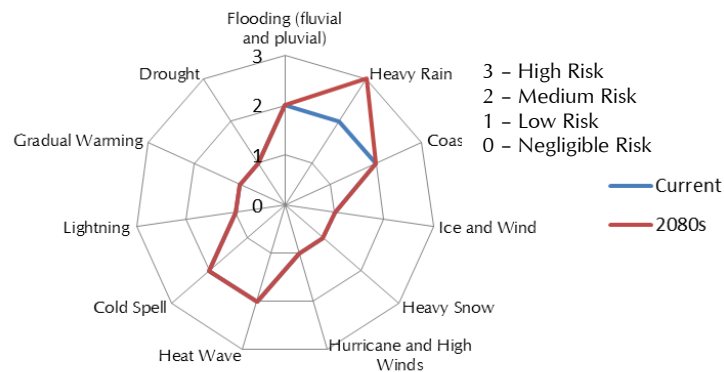 Flooding (fluvial
and pluvial)
3
Drought
Heavy Rain
3 – High Risk
2 – Medium Risk
1 – Low Risk
0 – Negligible Risk
2
Gradual Warming
Coas
1
Current
0
2080s
Lightning
Ice and Wind
Cold Spell
Heavy Snow
Heat Wave
Hurricane and High
Winds